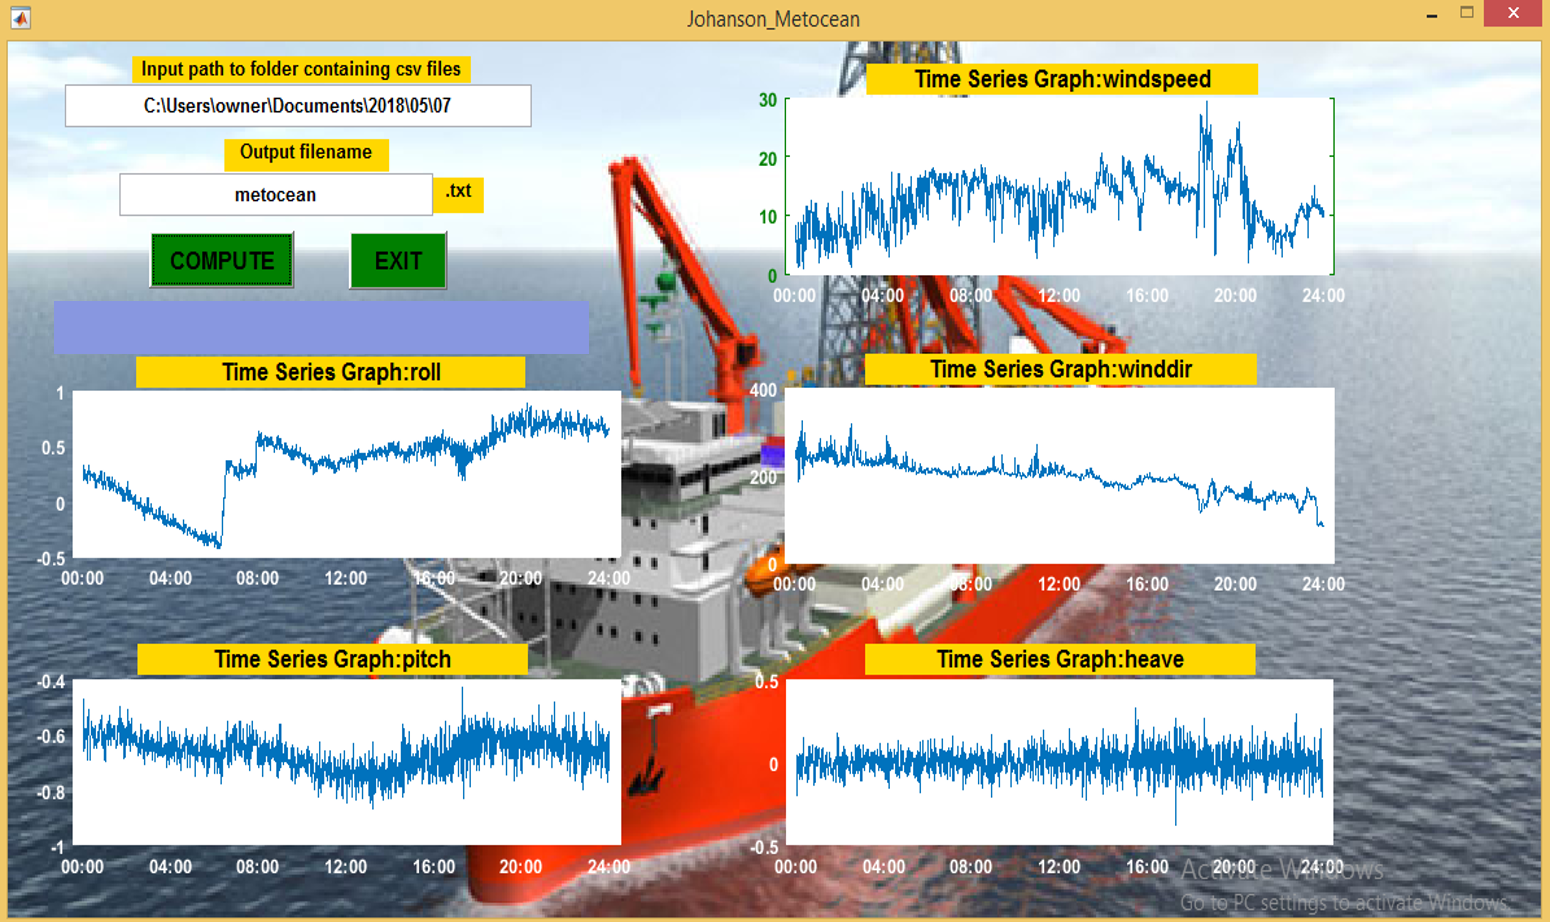 Johanson_Metocean
Input path to folder containing csv files
C:\Users\owner\Documents\2018\05\07
Output filename
metocean
.txt
COMPUTE
EXIT
Time Series Graph:roll
1
0.5
0
-0.5
00:00 04:00 08:00 12:00 16:00 20:00 24:00
Time Series Graph:pitch
-0.4
-0.6
-0.8
-1
00:00 04:00 08:00 12:00 16:00 20:00 24:00
Time Series Graph:windspeed
30
20
10
0
00:00 04:00 08:00 12:00 16:00 20:00 24:00
Time Series Graph:winddir
400
200
0
00:00 04:00 08:00 12:00 16:00 20:00 24:00
Time Series Graph:heave
0.5
0
-0.5
00:00 04:00 08:00 12:00 16:00 20:00 24:00
Activate Windows
Go to PC settings to activate Windows.